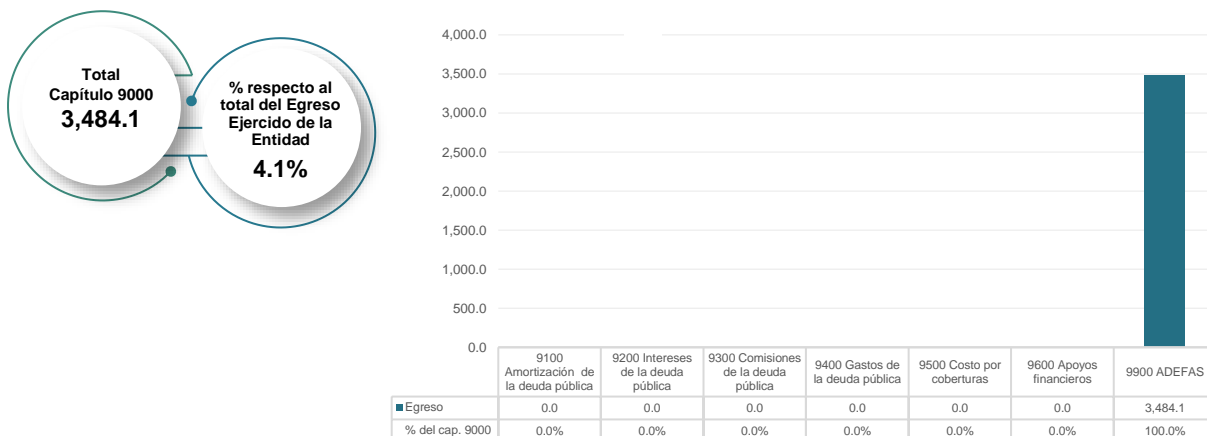 Total
Capítulo 9000
3,484.1
% respecto al
total del Egreso
Ejercido de la
Entidad
4.1%
4,000.0
3,500.0
3,000.0
2,500.0
2,000.0
1,500.0
1,000.0
500.0
0.0
9100
Amortización de
la deuda pública
9200 Intereses
de la deuda
pública
9300 Comisiones
de la deuda
pública
9400 Gastos de
la deuda pública
9500 Costo por
coberturas
9600 Apoyos
financieros
9900 ADEFAS
Egreso 0.0 0.0 0.0 0.0 0.0 0.0 3,484.1
% del cap. 9000 0.0% 0.0% 0.0% 0.0% 0.0% 0.0% 100.0%